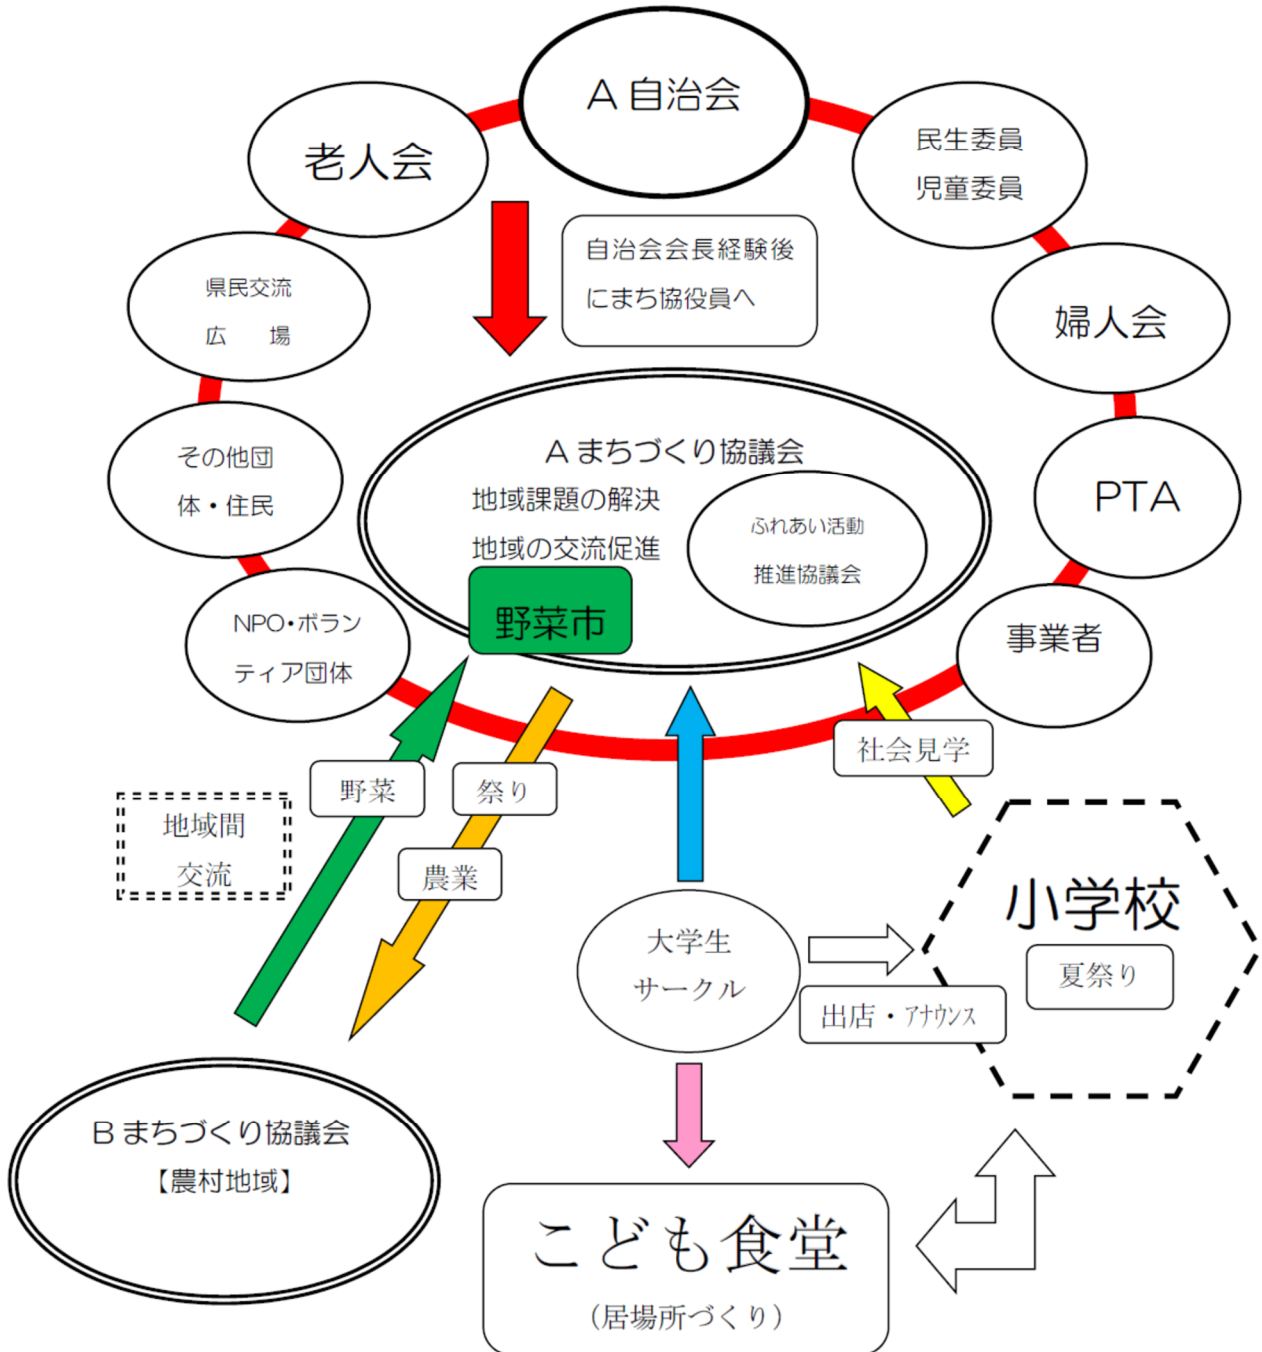 A 自治会
老人会
民生委員
児童委員
自治会会長経験後
にまち協役員へ
県民交流
広　　場
婦人会
その他団
体・住民
A まちづくり協議会
地域課題の解決
地域の交流促進
ふれあい活動
推進協議会
PTA
野菜市
NPO・ボラン
ティア団体
事業者
社会見学
野菜
祭り
地域間
交流
農業
大学生
サークル
小学校
夏祭り
出店・アナウンス
B まちづくり協議会
【農村地域】
こども食堂
（居場所づくり）